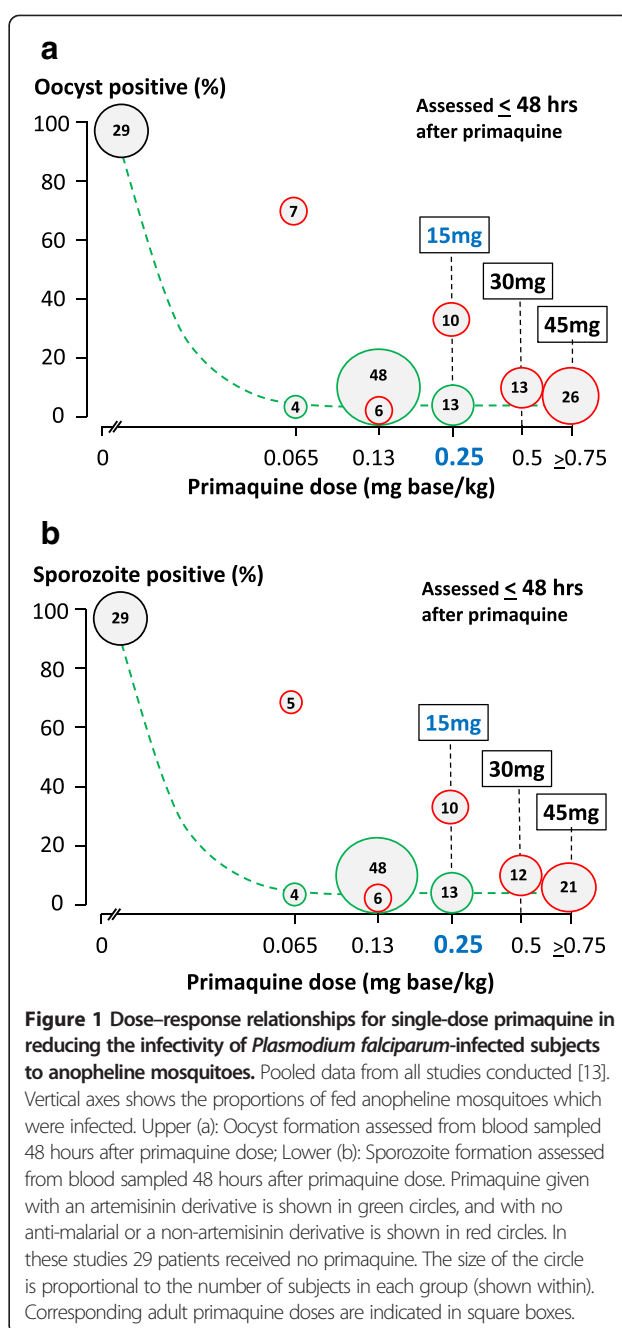 a
Oocyst positive (%)
Assessed ≤ 48 hrs
after primaquine
100
80
60
40
20
0
29
7
4
48
6
15mg
10
13
30mg
13
45mg
26
0
0.065
0.13
0.25
0.5
≥0.75
Primaquine dose (mg base/kg)
b
Sporozoite positive (%)
Assessed ≤ 48 hrs
after primaquine
100
80
60
40
20
0
29
5
4
48
6
15mg
10
13
30mg
12
45mg
21
0
0.065
0.13
0.25
0.5
≥0.75
Primaquine dose (mg base/kg)
Figure 1 Dose–response relationships for single-dose primaquine in
reducing the infectivity of Plasmodium falciparum-infected subjects
to anopheline mosquitoes. Pooled data from all studies conducted [13].
Vertical axes shows the proportions of fed anopheline mosquitoes which
were infected. Upper (a): Oocyst formation assessed from blood sampled
48 hours after primaquine dose; Lower (b): Sporozoite formation assessed
from blood sampled 48 hours after primaquine dose. Primaquine given
with an artemisinin derivative is shown in green circles, and with no
anti-malarial or a non-artemisinin derivative is shown in red circles. In
these studies 29 patients received no primaquine. The size of the circle
is proportional to the number of subjects in each group (shown within).
Corresponding adult primaquine doses are indicated in square boxes.